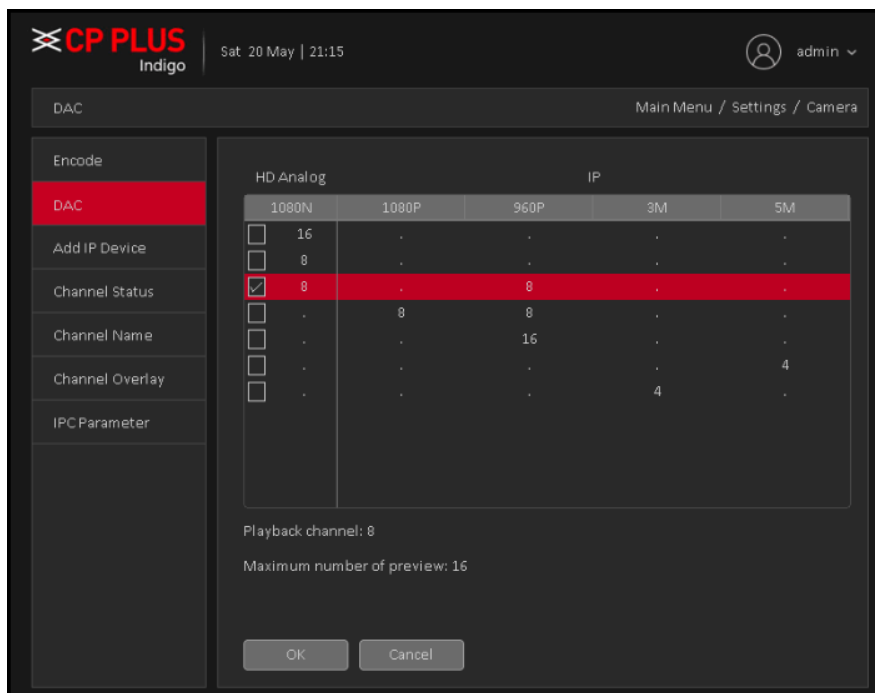 CP PLUS
Indigo
Sat 20 May | 21:15
admin
DAC
Main Menu / Settings / Camera
Encode
DAC
Add IP Device
Channel Status
Channel Name
Channel Overlay
IPC Parameter
HD Analog IP
1080N 1080P 960P 3M 5M
16 . . . .
8 . . . .
8 . 8 . .
. 8 8 . .
. . 16 . .
. . . . 4
. . . 4 .
Playback channel: 8
Maximum number of preview: 16
OK Cancel